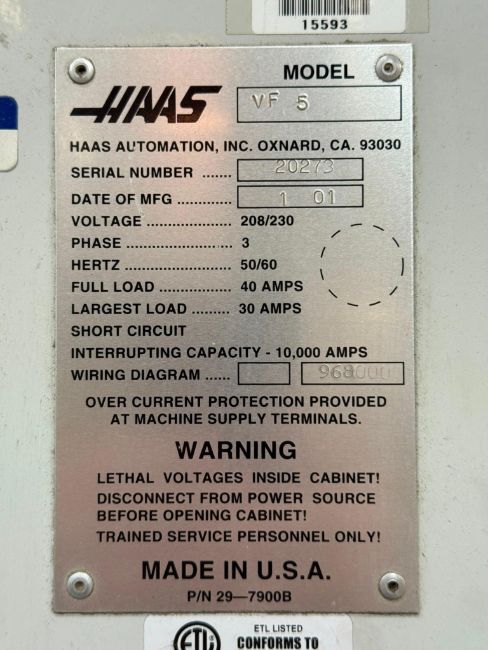 15593
MODEL
HAAS VF 5
HAAS AUTOMATION, INC. OXNARD, CA. 93030
SERIAL NUMBER ....... 20273
DATE OF MFG .............. 1 01
VOLTAGE .................... 208/230
PHASE ......................... 3
HERTZ ......................... 50/60
FULL LOAD ................. 40 AMPS
LARGEST LOAD ......... 30 AMPS
SHORT CIRCUIT
INTERRUPTING CAPACITY - 10,000 AMPS
WIRING DIAGRAM ...... 968000
OVER CURRENT PROTECTION PROVIDED
AT MACHINE SUPPLY TERMINALS.
WARNING
LETHAL VOLTAGES INSIDE CABINET!
DISCONNECT FROM POWER SOURCE
BEFORE OPENING CABINET!
TRAINED SERVICE PERSONNEL ONLY!
MADE IN U.S.A.
P/N 29—7900B
ETL LISTED
CONFORMS TO
ETL